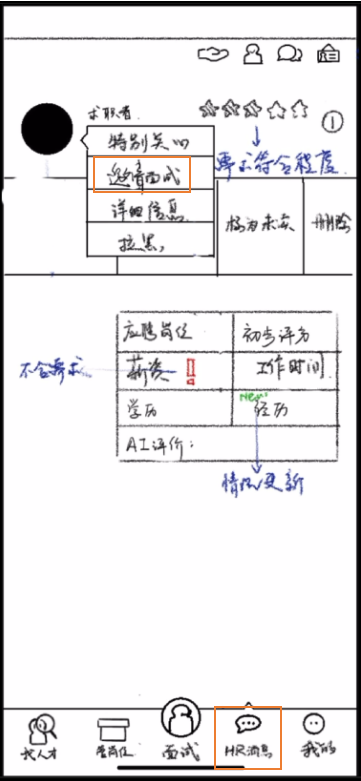 求职者
特别关心
邀请面试
详细信息
拉黑
要求符合程度
标为未读
删除
应聘岗位
初步评分
不合要求
薪资
工作时间
学历
New!
经历
AI评价:
情况更新
找人才
管岗位
面试
HR消息
我的